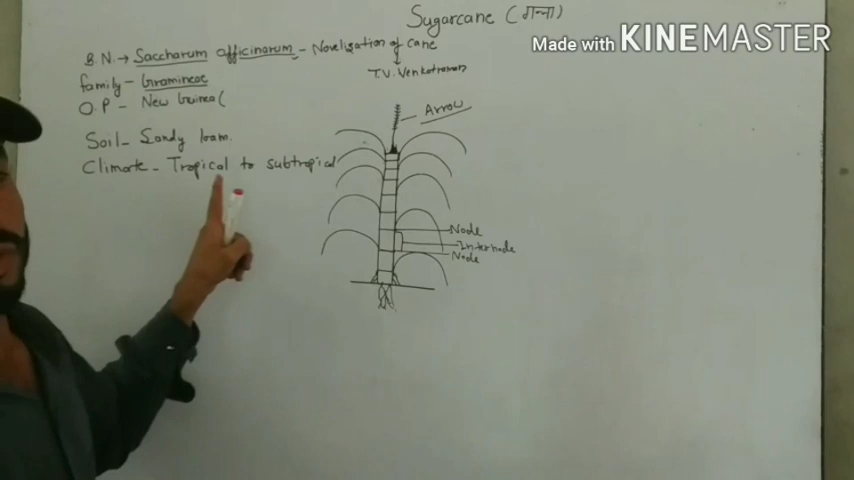 Sugarcane (गन्ना)
Made with KINEMASTER
B.N. → Saccharum officinarum - Novelization of cane
T.V. Venkatraman
family - Gramineae
O.P - New Guinea (
Arrow
Soil - Sandy loam.
Climate - Tropical to subtropical
Node
Internode
Node